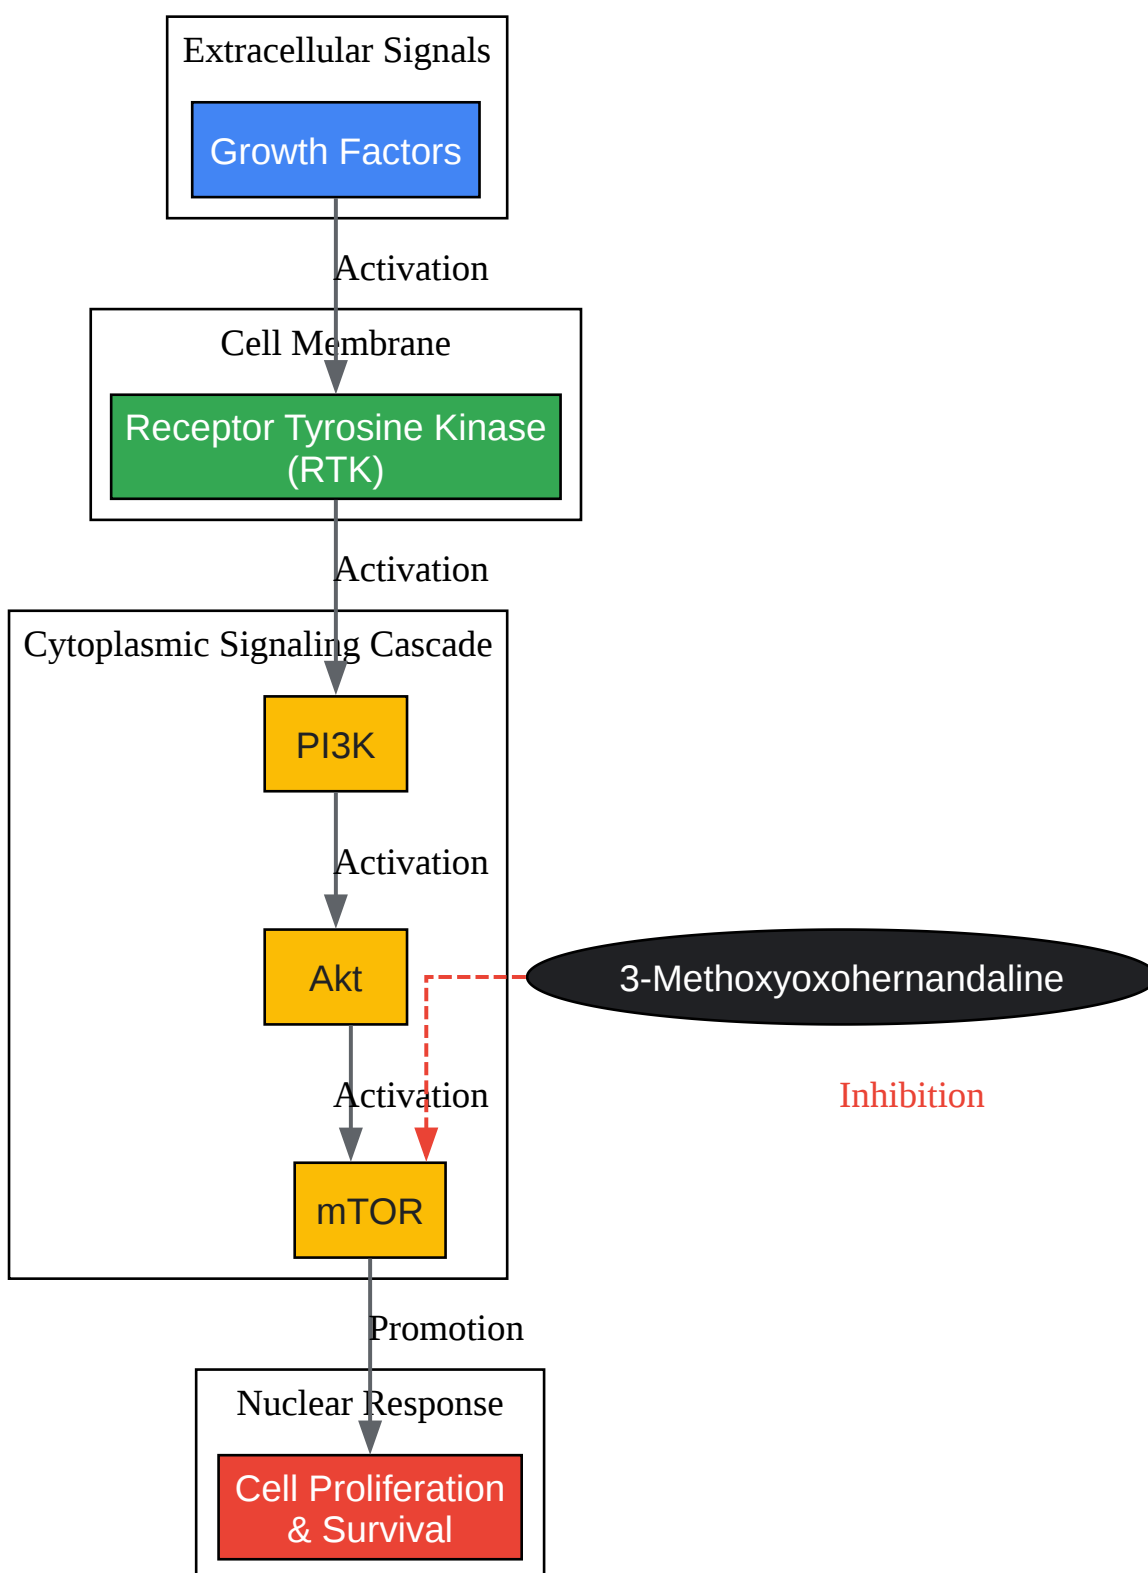 Extracellular Signals
Growth Factors
Activation
Cell Membrane
Receptor Tyrosine Kinase
(RTK)
Activation
Cytoplasmic Signaling Cascade
PI3K
Activation
Akt
3-Methoxyoxohernandaline
Activation
Inhibition
mTOR
Promotion
Nuclear Response
Cell Proliferation
& Survival